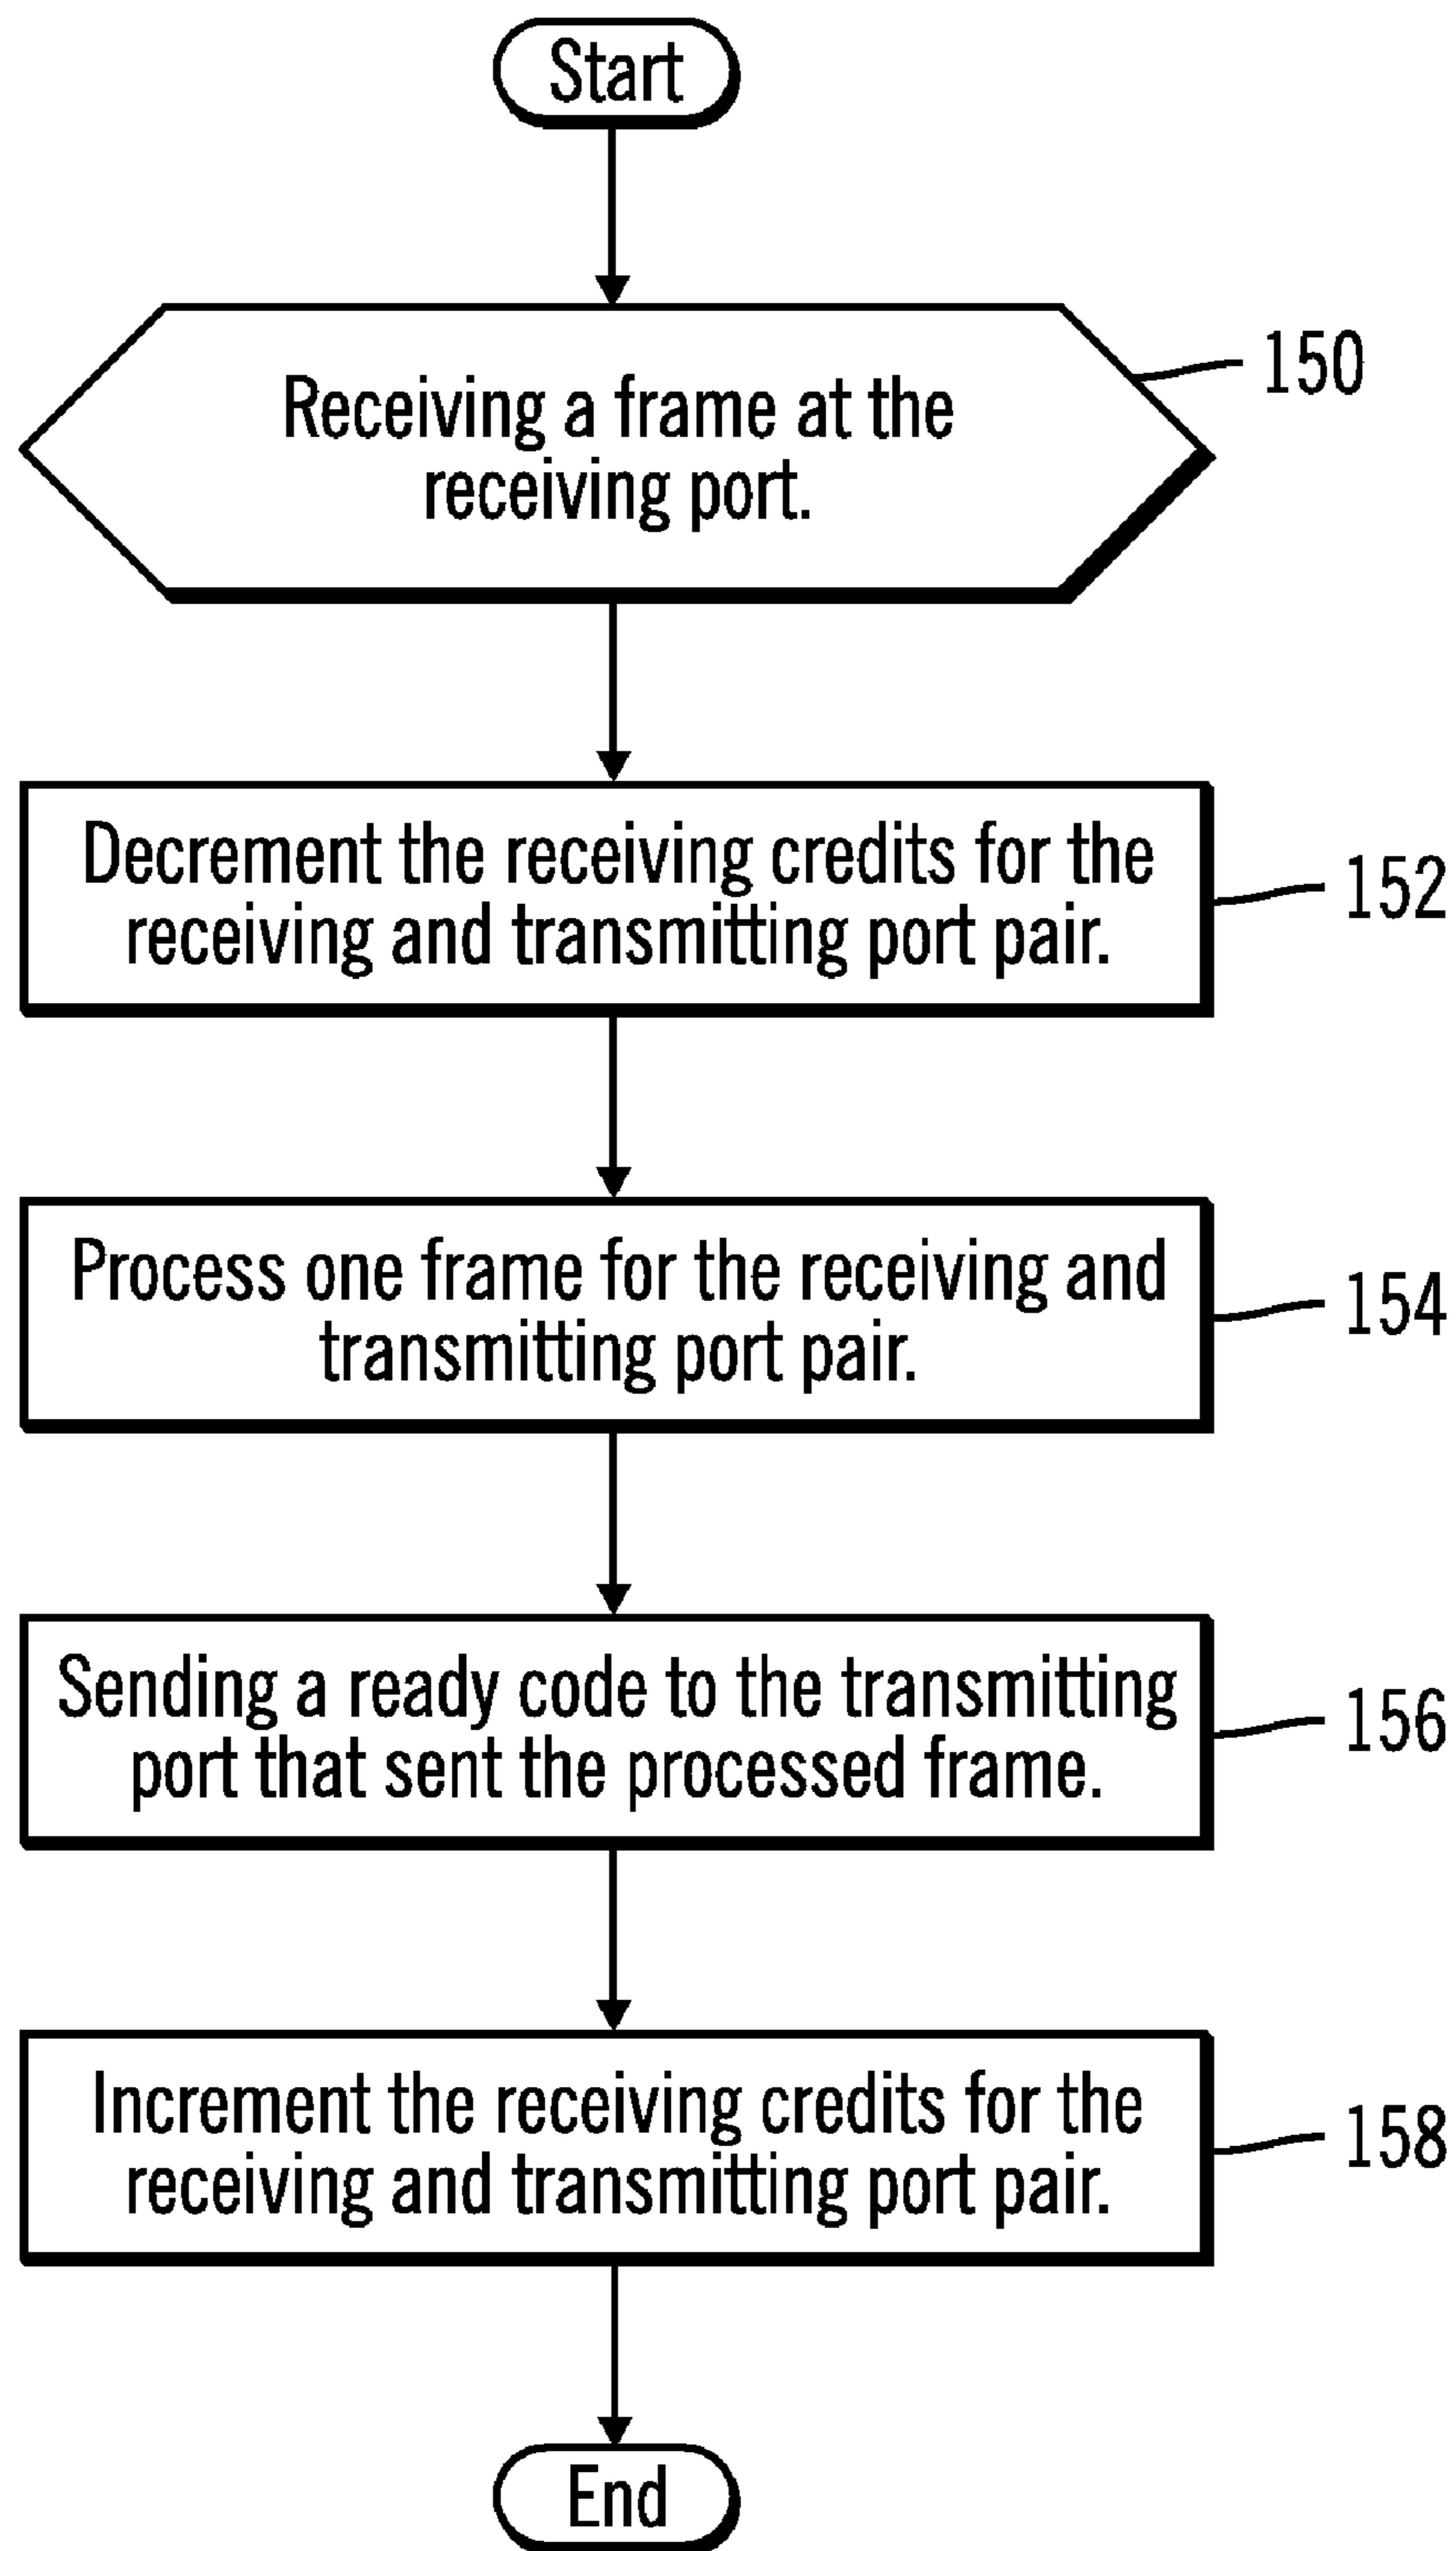 Start
Receiving a frame at the
receiving port.
150
Decrement the receiving credits for the
receiving and transmitting port pair.
152
Process one frame for the receiving and
transmitting port pair.
154
Sending a ready code to the transmitting
port that sent the processed frame.
156
Increment the receiving credits for the
receiving and transmitting port pair.
158
End